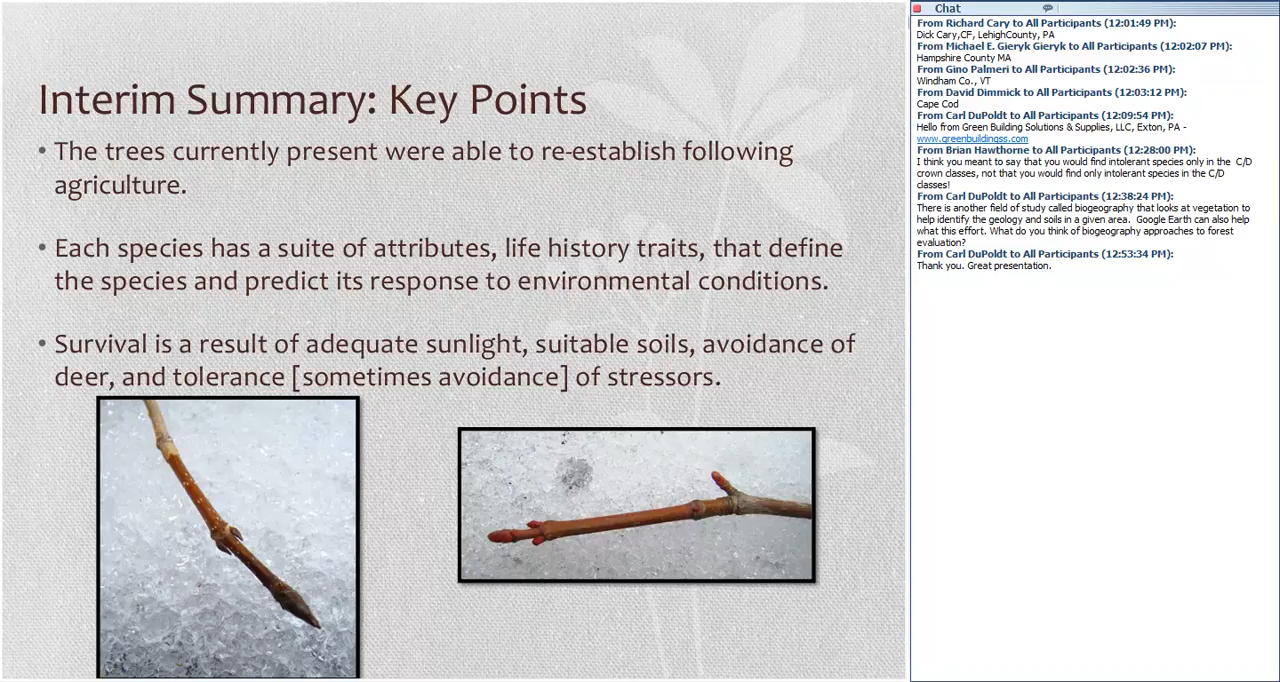 Interim Summary: Key Points
• The trees currently present were able to re-establish following
agriculture.
• Each species has a suite of attributes, life history traits, that define
the species and predict its response to environmental conditions.
• Survival is a result of adequate sunlight, suitable soils, avoidance of
deer, and tolerance [sometimes avoidance] of stressors.
Chat
From Richard Cary to All Participants (12:01:49 PM):
Dick Cary,CF, LehighCounty, PA
From Michael E. Gieryk Gieryk to All Participants (12:02:07 PM):
Hampshire County MA
From Gino Palmeri to All Participants (12:02:36 PM):
Windham Co., VT
From David Dimmick to All Participants (12:03:12 PM):
Cape Cod
From Carl DuPoldt to All Participants (12:09:54 PM):
Hello from Green Building Solutions & Supplies, LLC, Exton, PA -
www.greenbuildingss.com
From Brian Hawthorne to All Participants (12:28:00 PM):
I think you meant to say that you would find intolerant species only in the C/D
crown classes, not that you would find only intolerant species in the C/D
classes!
From Carl DuPoldt to All Participants (12:38:24 PM):
There is another field of study called biogeography that looks at vegetation to
help identify the geology and soils in a given area. Google Earth can also help
what this effort. What do you think of biogeography approaches to forest
evaluation?
From Carl DuPoldt to All Participants (12:53:34 PM):
Thank you. Great presentation.